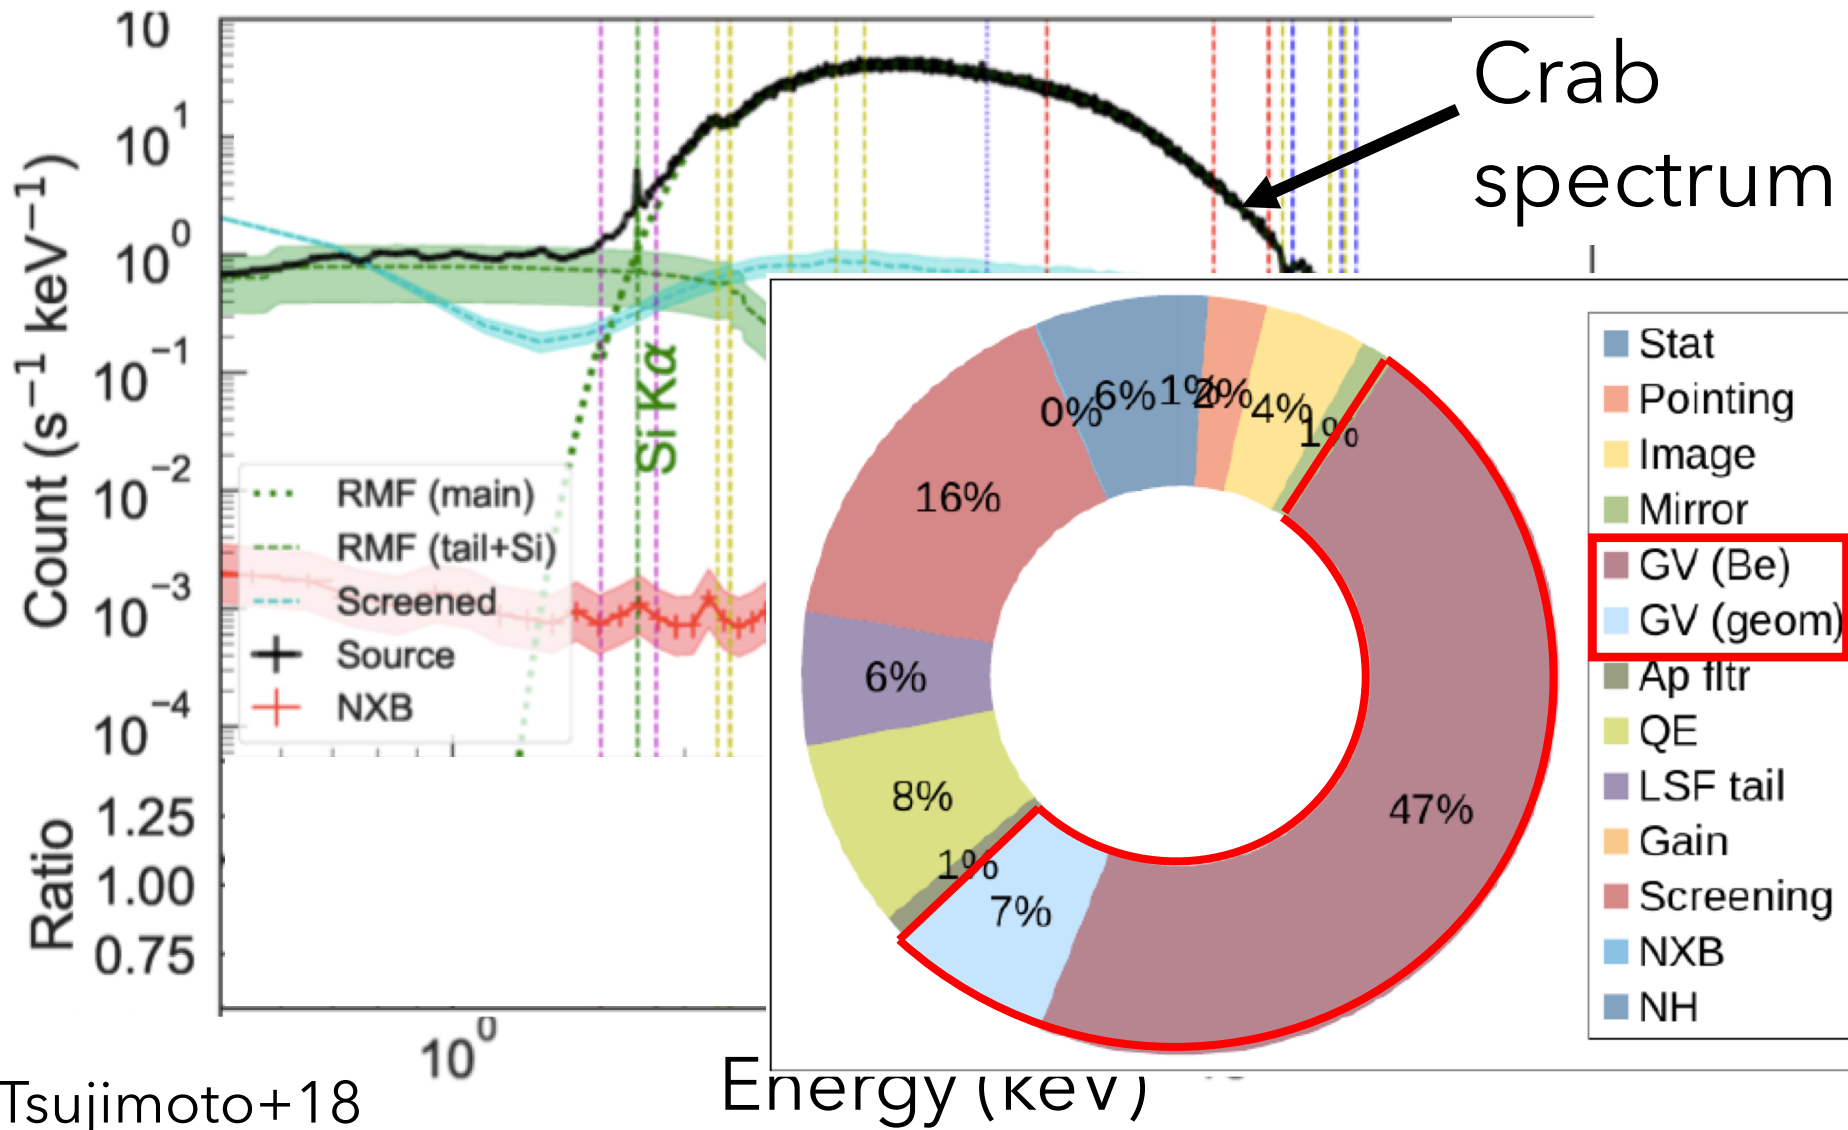 Crab
spectrum
Count (s⁻¹ keV⁻¹)
10
10¹
10⁰
10⁻¹
10⁻²
10⁻³
10⁻⁴
Si Kα
RMF (main)
RMF (tail+Si)
Screened
Source
NXB
Ratio
1.25
1.00
0.75
10⁰
Energy (keV)
Tsujimoto+18
0%
6%
1%
2%
4%
1%
47%
7%
1%
8%
6%
16%
Stat
Pointing
Image
Mirror
GV (Be)
GV (geom)
Ap fltr
QE
LSF tail
Gain
Screening
NXB
NH